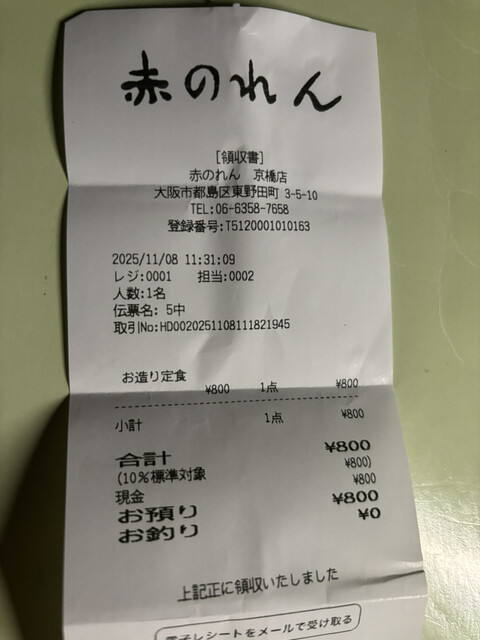 赤のれん
[領収書]
赤のれん 京橋店
大阪市都島区東野田町 3-5-10
TEL:06-6358-7658
登録番号:T5120001010163
2025/11/08 11:31:09
レジ:0001 担当:0002
人数:1名
伝票名: 5中
取引No:HD0020251108111821945
お造り定食
¥800 1点 ¥800
小計 1点 ¥800
合計 ¥800
(10%標準対象 ¥800)
現金 ¥800
お預り ¥800
お釣り ¥0
上記正に領収いたしました
電子レシートをメールで受け取る